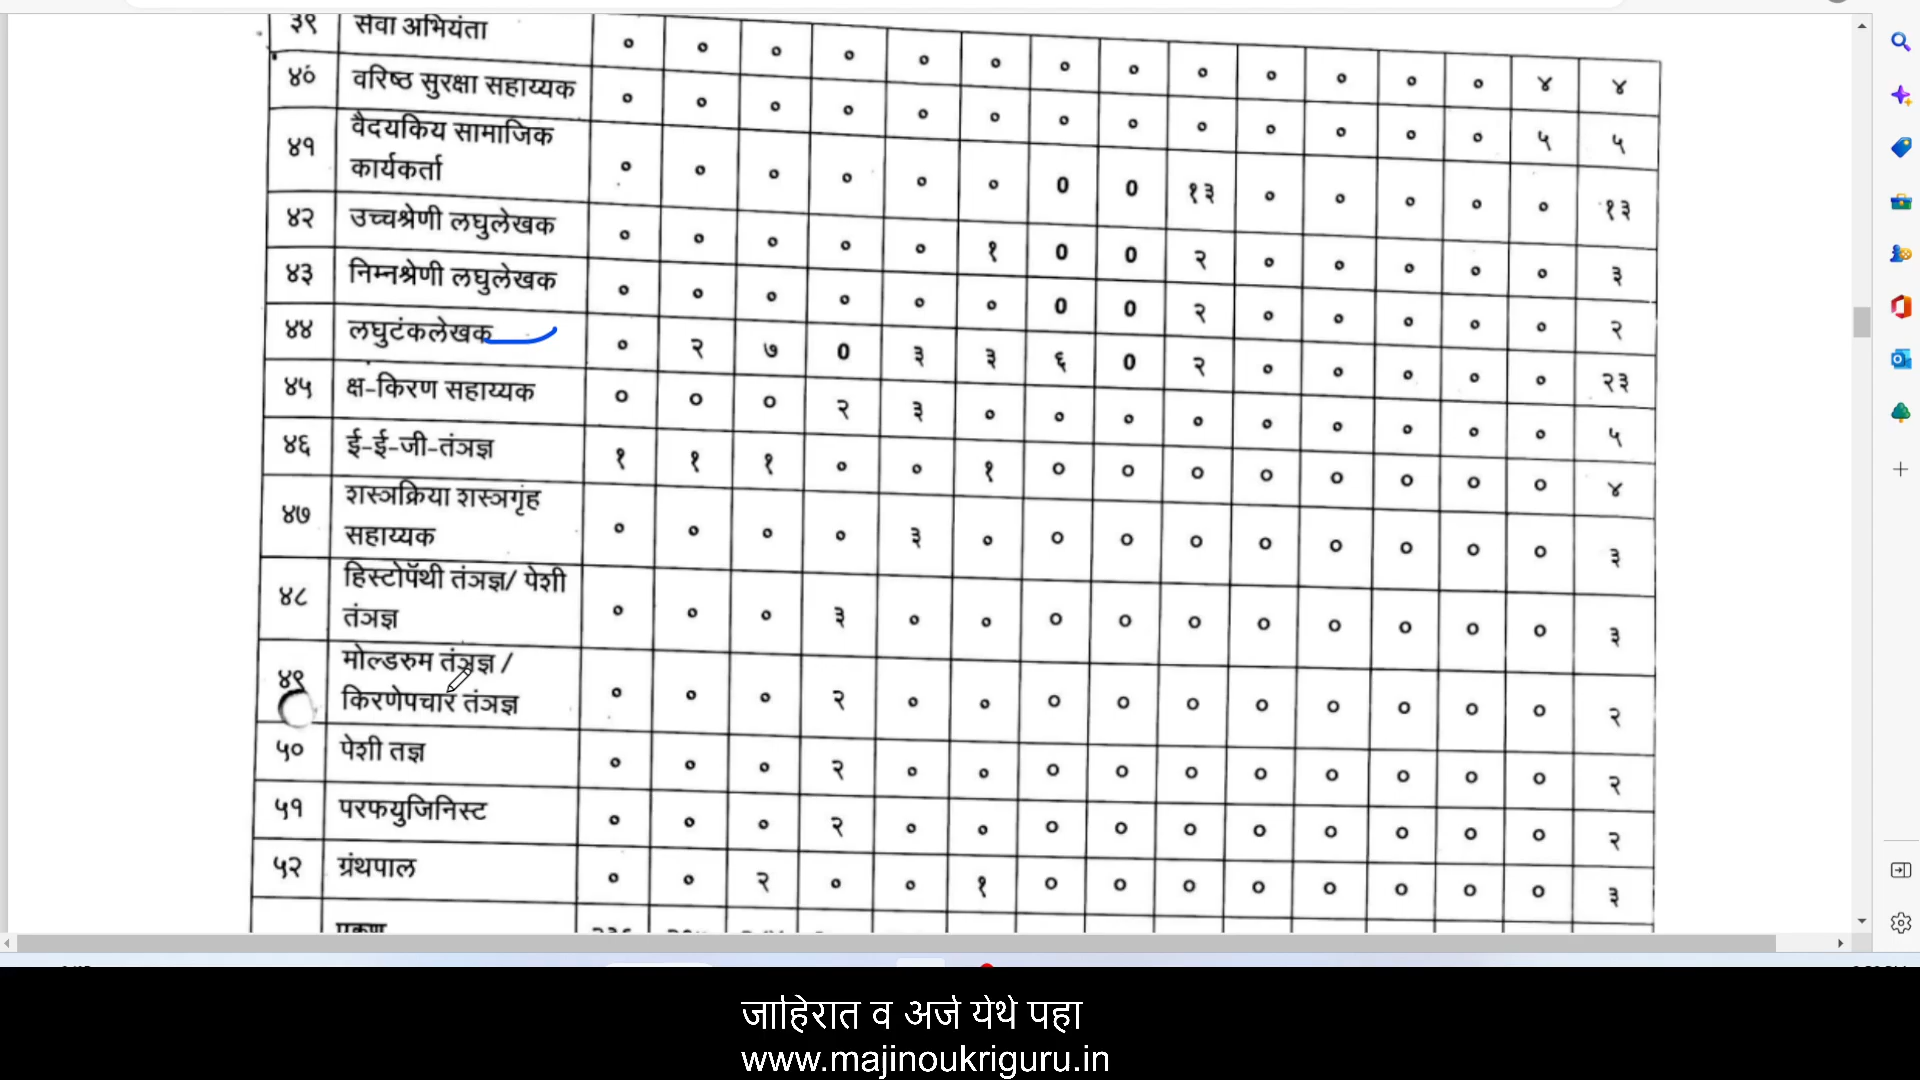 ३९ सेवा अभियंता ० ० ० ० ० ० ० ० ० ० ० ० ० ४ ४
४० वरिष्ठ सुरक्षा सहाय्यक ० ० ० ० ० ० ० ० ० ० ० ० ० ५ ५
४१ वैदयकिय सामाजिक
कार्यकर्ता ० ० ० ० ० ० 0 0 १३ ० ० ० ० ० १३
४२ उच्चश्रेणी लघुलेखक ० ० ० ० ० १ 0 0 २ ० ० ० ० ० ३
४३ निम्नश्रेणी लघुलेखक ० ० ० ० ० ० 0 0 २ ० ० ० ० ० २
४४ लघुटंकलेखक ० २ ७ 0 ३ ३ ६ 0 २ ० ० ० ० ० २३
४५ क्ष-किरण सहाय्यक ० ० ० २ ३ ० ० ० ० ० ० ० ० ० ५
४६ ई-ई-जी-तंञज्ञ १ १ १ ० ० १ ० ० ० ० ० ० ० ० ४
४७ शस्ञक्रिया शस्ञगृह
सहाय्यक ० ० ० ० ३ ० ० ० ० ० ० ० ० ० ३
४८ हिस्टोपॅथी तंञज्ञ/ पेशी
तंञज्ञ ० ० ० ३ ० ० ० ० ० ० ० ० ० ० ३
४९ मोल्डरुम तंञज्ञ /
किरणेपचार तंञज्ञ ० ० ० २ ० ० ० ० ० ० ० ० ० ० २
५० पेशी तज्ञ ० ० ० २ ० ० ० ० ० ० ० ० ० ० २
५१ परफयुजिनिस्ट ० ० ० २ ० ० ० ० ० ० ० ० ० ० २
५२ ग्रंथपाल ० ० २ ० ० १ ० ० ० ० ० ० ० ० ३
जाहिरात व अर्ज येथे पहा
www.majinoukriguru.in